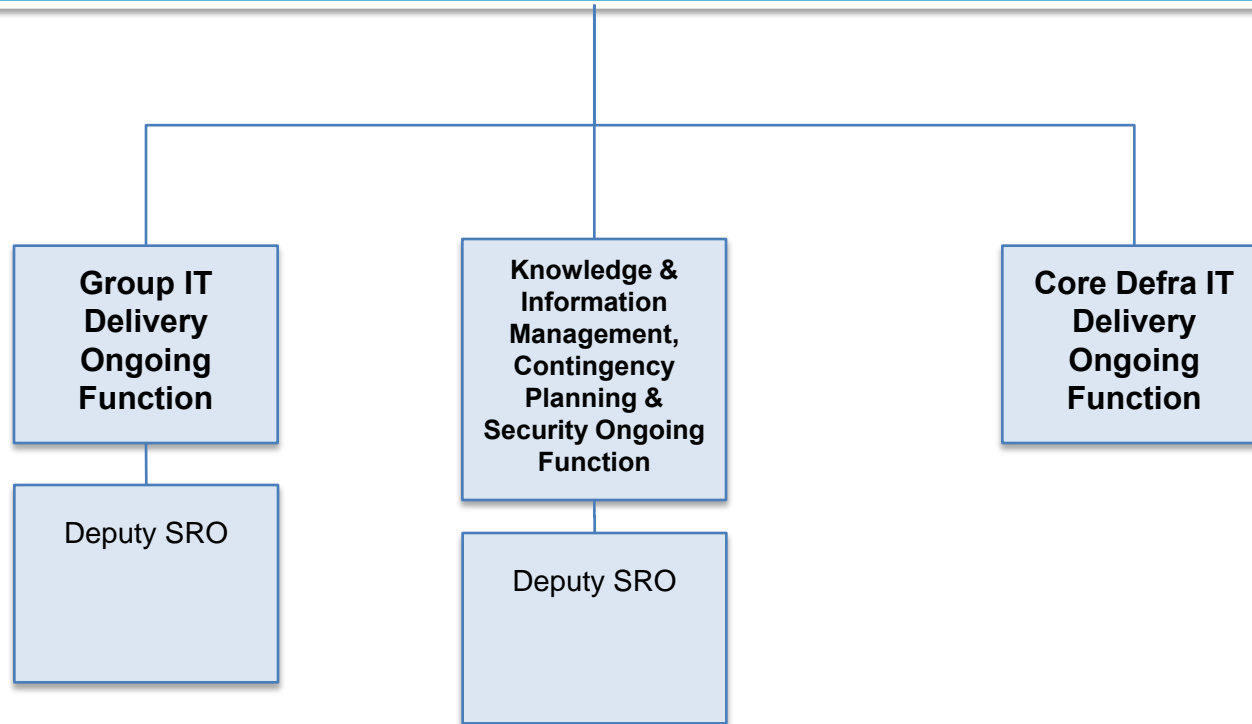 Group IT
Delivery
Ongoing
Function
Knowledge &
Information
Management,
Contingency
Planning &
Security Ongoing
Function
Core Defra IT
Delivery
Ongoing
Function
Deputy SRO
Deputy SRO